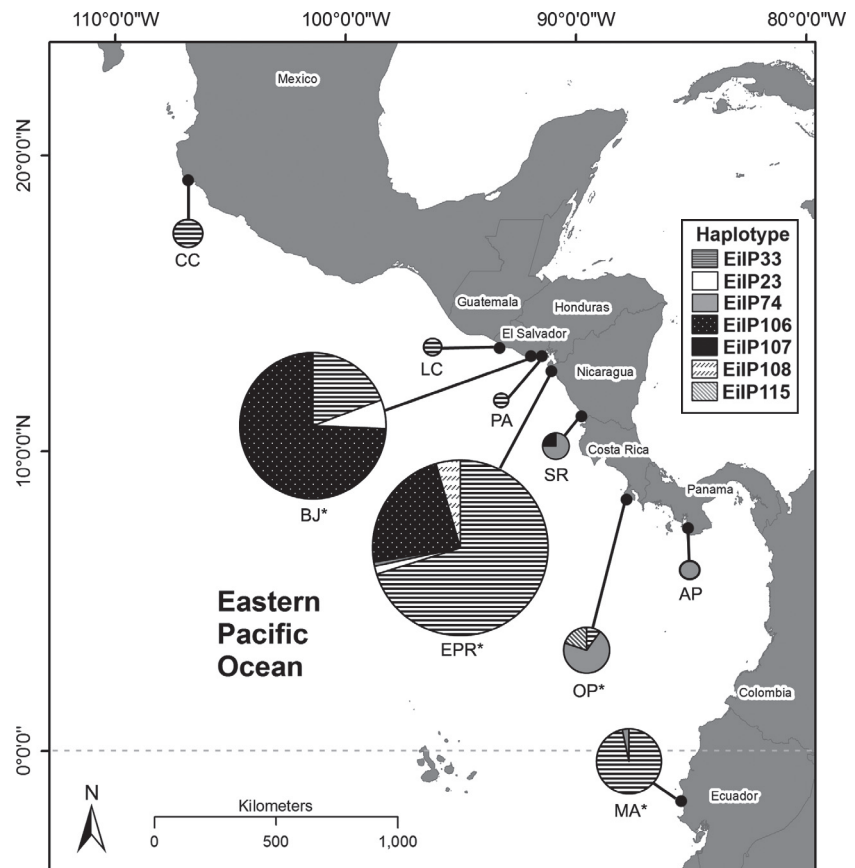 110°0'0"W 100°0'0"W 90°0'0"W 80°0'0"W
20°0'0"N
10°0'0"N
0°0'0"
Mexico
CC
Guatemala
Honduras
El Salvador
Nicaragua
Costa Rica
Panama
Colombia
Ecuador
LC
PA
SR
BJ*
EPR*
AP
OP*
MA*
Haplotype
EiIP33
EiIP23
EiIP74
EiIP106
EiIP107
EiIP108
EiIP115
Eastern
Pacific
Ocean
N
Kilometers
0 500 1,000